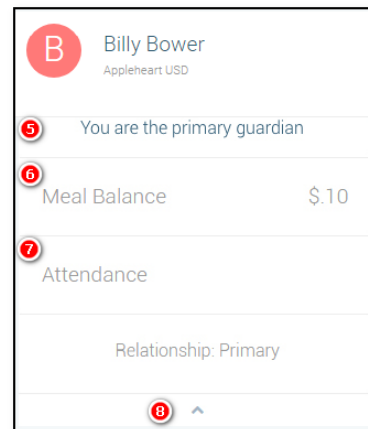 B
Billy Bower
Appleheart USD
5 You are the primary guardian
6
Meal Balance $.10
7
Attendance
Relationship: Primary
8